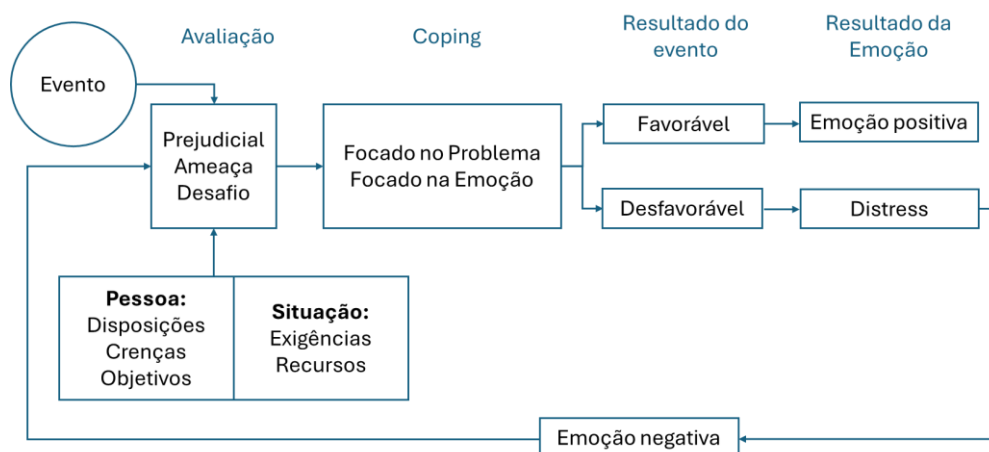 Avaliação
Coping
Resultado do
evento
Resultado da
Emoção
Evento
Prejudicial
Ameaça
Desafio
Focado no Problema
Focado na Emoção
Favorável
Emoção positiva
Desfavorável
Distress
Pessoa:
Disposições
Crenças
Objetivos
Situação:
Exigências
Recursos
Emoção negativa